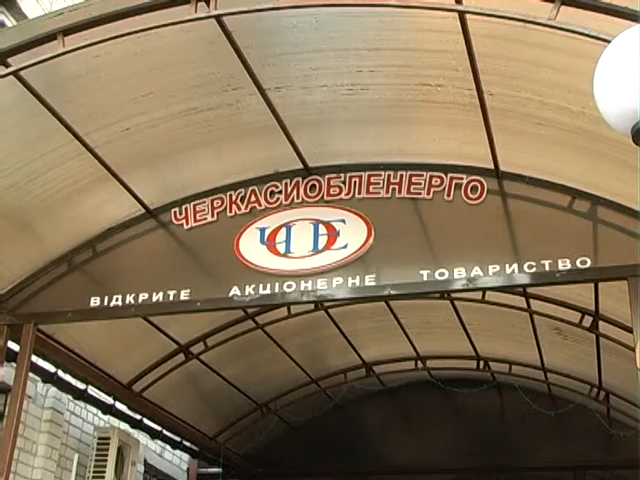 ЧЕРКАСИОБЛЕНЕРГО
ЧОЕ
ВІДКРИТЕ АКЦІОНЕРНЕ ТОВАРИСТВО